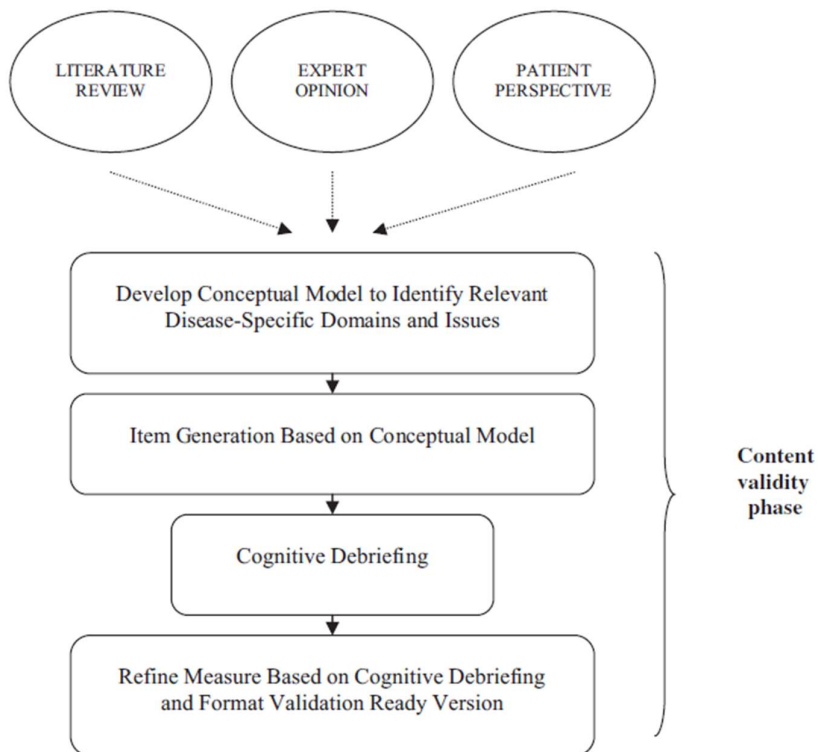 LITERATURE
REVIEW
EXPERT
OPINION
PATIENT
PERSPECTIVE
Develop Conceptual Model to Identify Relevant
Disease-Specific Domains and Issues
Item Generation Based on Conceptual Model
Cognitive Debriefing
Refine Measure Based on Cognitive Debriefing
and Format Validation Ready Version
Content
validity
phase